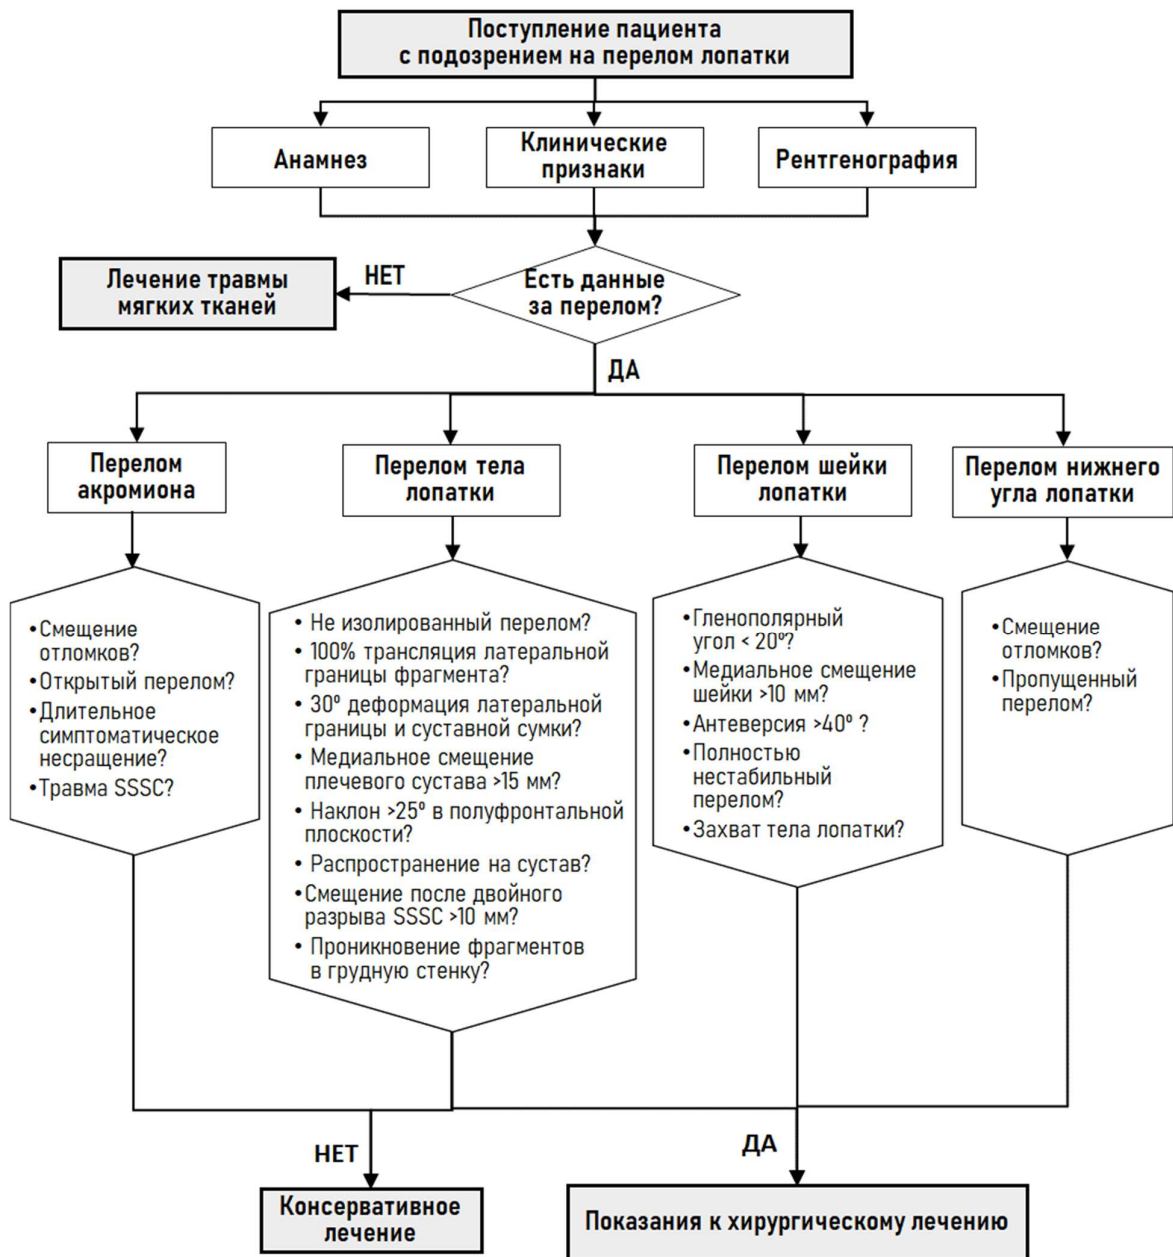 Поступление пациента
с подозрением на перелом лопатки
Анамнез
Клинические
признаки
Рентгенография
Есть данные
за перелом?
НЕТ
Лечение травмы
мягких тканей
ДА
Перелом
акромиона
Перелом тела
лопатки
Перелом шейки
лопатки
Перелом нижнего
угла лопатки
•Смещение
отломков?
•Открытый перелом?
•Длительное
симптоматическое
несращение?
•Травма SSSC?
• Не изолированный перелом?
• 100% трансляция латеральной
границы фрагмента?
• 30º деформация латеральной
границы и суставной сумки?
• Медиальное смещение
плечевого сустава >15 мм?
• Наклон >25º в полуфронтальной
плоскости?
• Распространение на сустав?
•Смещение после двойного
разрыва SSSC >10 мм?
• Проникновение фрагментов
в грудную стенку?
•Гленополярный
угол < 20º?
•Медиальное смещение
шейки >10 мм?
•Антеверсия >40º ?
•Полностью
нестабильный
перелом?
•Захват тела лопатки?
•Смещение
отломков?
•Пропущенный
перелом?
НЕТ
ДА
Консервативное
лечение
Показания к хирургическому лечению